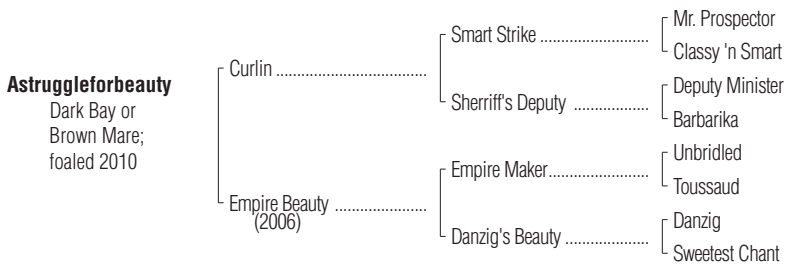 Mr. Prospector
Smart Strike ..........................
Classy 'n Smart
Curlin ....................................
Astruggleforbeauty
Deputy Minister
Dark Bay or
Sherriff's Deputy ..................
Barbarika
Brown Mare;
foaled 2010
Unbridled
Empire Maker........................
Toussaud
Empire Beauty ......................
(2006)
Danzig
Danzig's Beauty ....................
Sweetest Chant